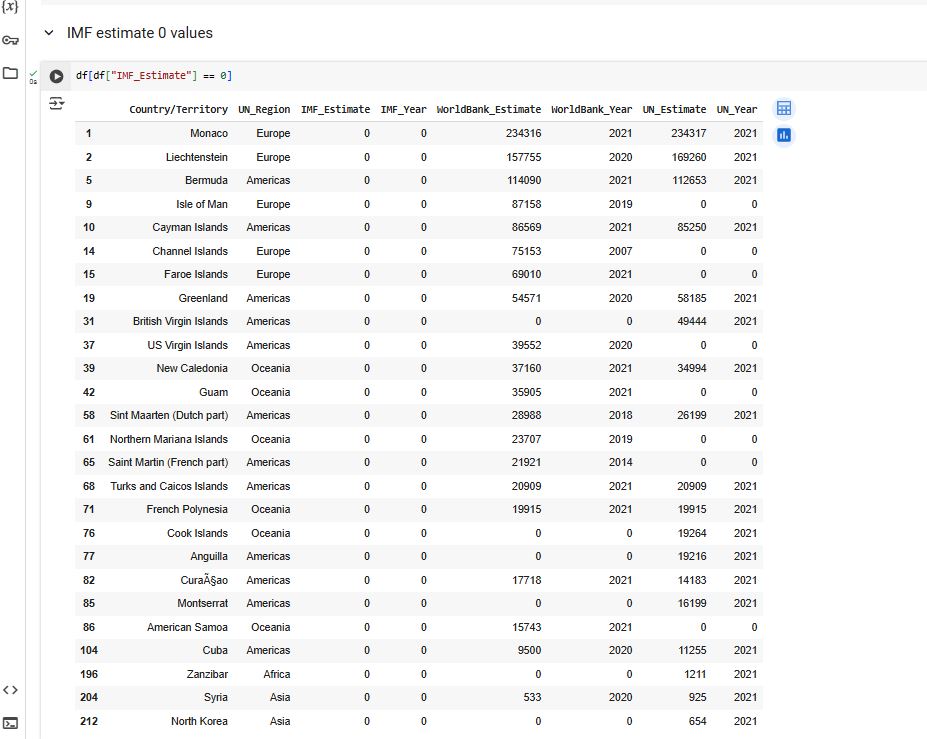 {x}
IMF estimate 0 values
0s
df[df["IMF_Estimate"] == 0]
Country/Territory UN_Region IMF_Estimate IMF_Year WorldBank_Estimate WorldBank_Year UN_Estimate UN_Year
1 Monaco Europe 0 0 234316 2021 234317 2021
2 Liechtenstein Europe 0 0 157755 2020 169260 2021
5 Bermuda Americas 0 0 114090 2021 112653 2021
9 Isle of Man Europe 0 0 87158 2019 0 0
10 Cayman Islands Americas 0 0 86569 2021 85250 2021
14 Channel Islands Europe 0 0 75153 2007 0 0
15 Faroe Islands Europe 0 0 69010 2021 0 0
19 Greenland Americas 0 0 54571 2020 58185 2021
31 British Virgin Islands Americas 0 0 0 0 49444 2021
37 US Virgin Islands Americas 0 0 39552 2020 0 0
39 New Caledonia Oceania 0 0 37160 2021 34994 2021
42 Guam Oceania 0 0 35905 2021 0 0
58 Sint Maarten (Dutch part) Americas 0 0 28988 2018 26199 2021
61 Northern Mariana Islands Oceania 0 0 23707 2019 0 0
65 Saint Martin (French part) Americas 0 0 21921 2014 0 0
68 Turks and Caicos Islands Americas 0 0 20909 2021 20909 2021
71 French Polynesia Oceania 0 0 19915 2021 19915 2021
76 Cook Islands Oceania 0 0 0 0 19264 2021
77 Anguilla Americas 0 0 0 0 19216 2021
82 CuraÃ§ao Americas 0 0 17718 2021 14183 2021
85 Montserrat Americas 0 0 0 0 16199 2021
86 American Samoa Oceania 0 0 15743 2021 0 0
104 Cuba Americas 0 0 9500 2020 11255 2021
196 Zanzibar Africa 0 0 0 0 1211 2021
204 Syria Asia 0 0 533 2020 925 2021
212 North Korea Asia 0 0 0 0 654 2021